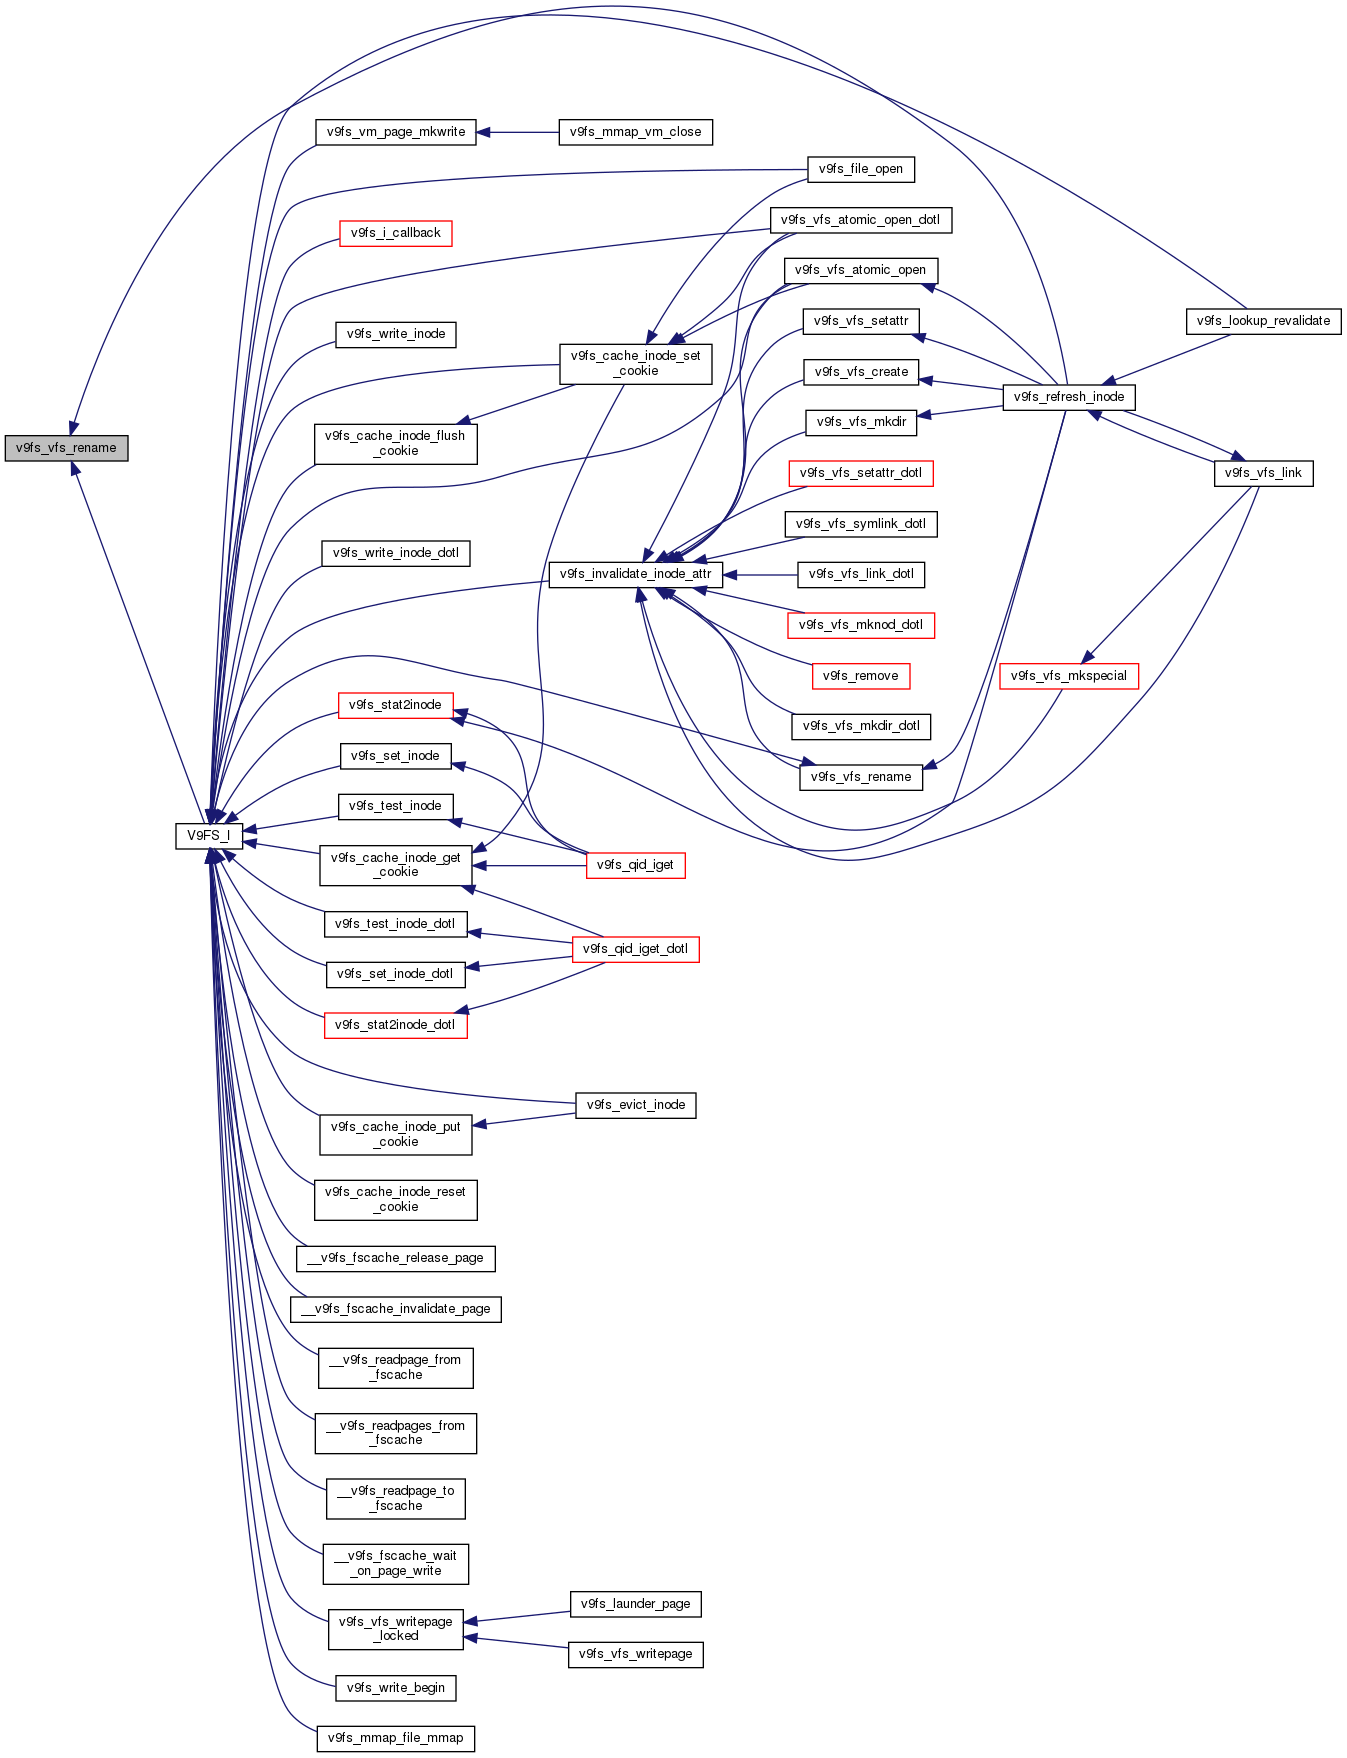 v9fs_vfs_rename
V9FS_I
v9fs_vm_page_mkwrite
v9fs_mmap_vm_close
v9fs_file_open
v9fs_vfs_atomic_open_dotl
v9fs_i_callback
v9fs_vfs_atomic_open
v9fs_vfs_setattr
v9fs_lookup_revalidate
v9fs_write_inode
v9fs_cache_inode_set
_cookie
v9fs_vfs_create
v9fs_refresh_inode
v9fs_vfs_mkdir
v9fs_cache_inode_flush
_cookie
v9fs_vfs_setattr_dotl
v9fs_vfs_link
v9fs_vfs_symlink_dotl
v9fs_write_inode_dotl
v9fs_invalidate_inode_attr
v9fs_vfs_link_dotl
v9fs_vfs_mknod_dotl
v9fs_remove
v9fs_vfs_mkspecial
v9fs_stat2inode
v9fs_vfs_mkdir_dotl
v9fs_set_inode
v9fs_vfs_rename
v9fs_test_inode
v9fs_cache_inode_get
_cookie
v9fs_qid_iget
v9fs_test_inode_dotl
v9fs_qid_iget_dotl
v9fs_set_inode_dotl
v9fs_stat2inode_dotl
v9fs_evict_inode
v9fs_cache_inode_put
_cookie
v9fs_cache_inode_reset
_cookie
__v9fs_fscache_release_page
__v9fs_fscache_invalidate_page
__v9fs_readpage_from
_fscache
__v9fs_readpages_from
_fscache
__v9fs_readpage_to
_fscache
__v9fs_fscache_wait
_on_page_write
v9fs_vfs_writepage
_locked
v9fs_launder_page
v9fs_vfs_writepage
v9fs_write_begin
v9fs_mmap_file_mmap